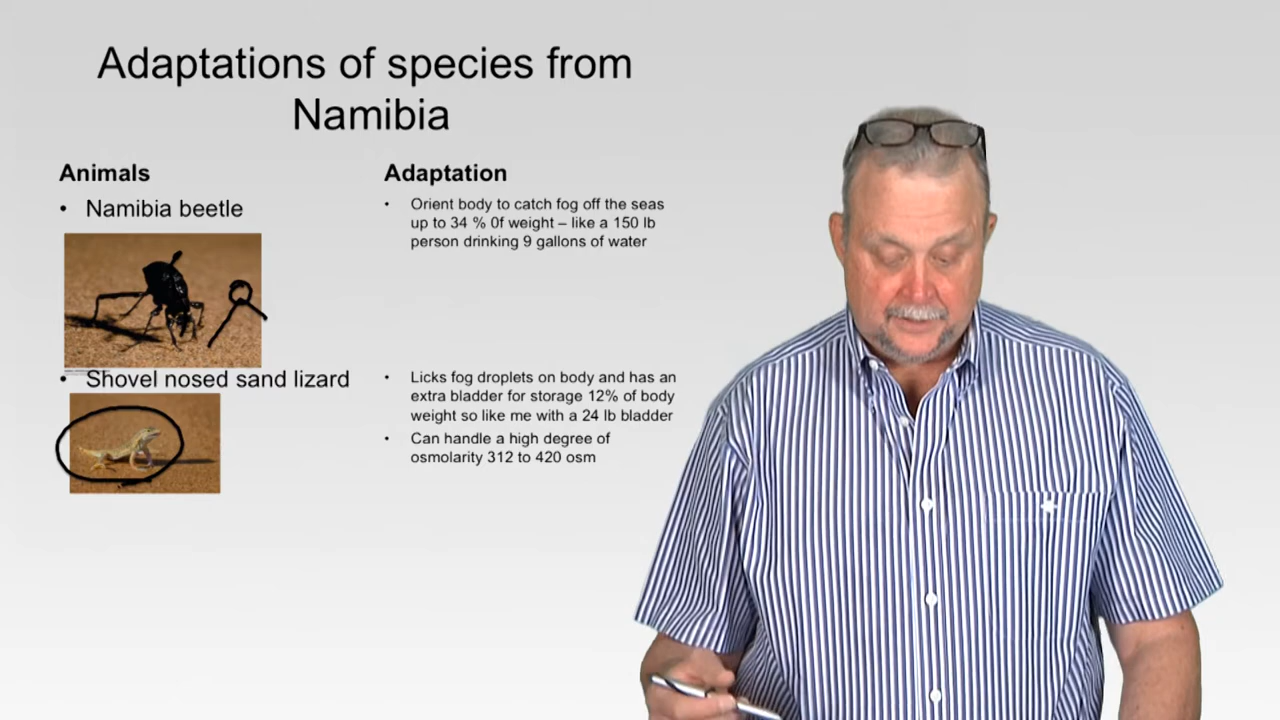 Adaptations of species from
Namibia
Animals
• Namibia beetle
• Shovel nosed sand lizard
Adaptation
• Orient body to catch fog off the seas
up to 34 % 0f weight – like a 150 lb
person drinking 9 gallons of water
• Licks fog droplets on body and has an
extra bladder for storage 12% of body
weight so like me with a 24 lb bladder
• Can handle a high degree of
osmolarity 312 to 420 osm